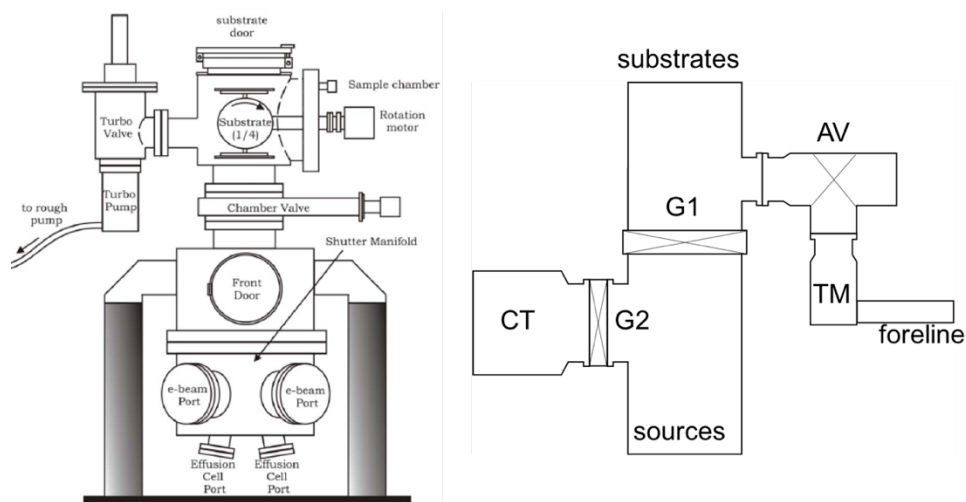 substrate
door
Sample chamber
Turbo
Valve
Substrate
(1/4)
Rotation
motor
Turbo
Pump
to rough
pump
Chamber Valve
Shutter Manifold
Front
Door
e-beam
Port
e-beam
Port
Effusion
Cell
Port
Effusion
Cell
Port
substrates
AV
G1
TM
CT
G2
foreline
sources